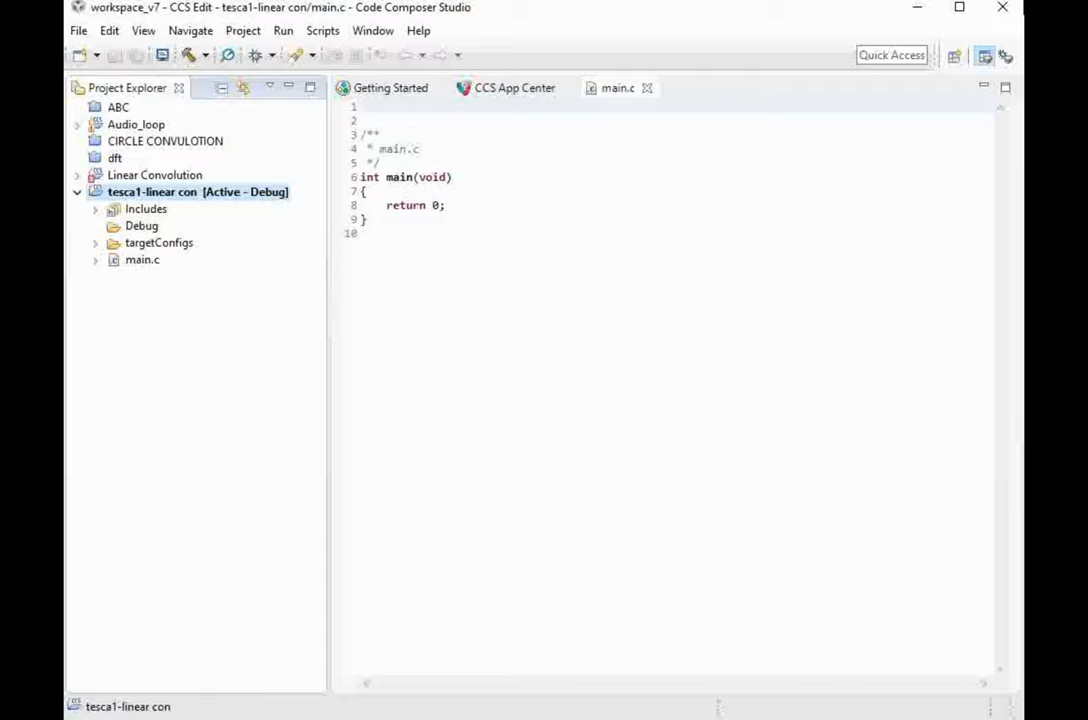 workspace_v7 - CCS Edit - tesca1-linear con/main.c - Code Composer Studio
File Edit View Navigate Project Run Scripts Window Help
Quick Access
Project Explorer
Getting Started
CCS App Center
main.c
ABC
Audio_loop
CIRCLE CONVULOTION
dft
Linear Convolution
tesca1-linear con [Active - Debug]
Includes
Debug
targetConfigs
main.c
1
2
3 /**
4 * main.c
5 */
6 int main(void)
7 {
8 return 0;
9 }
10
tesca1-linear con